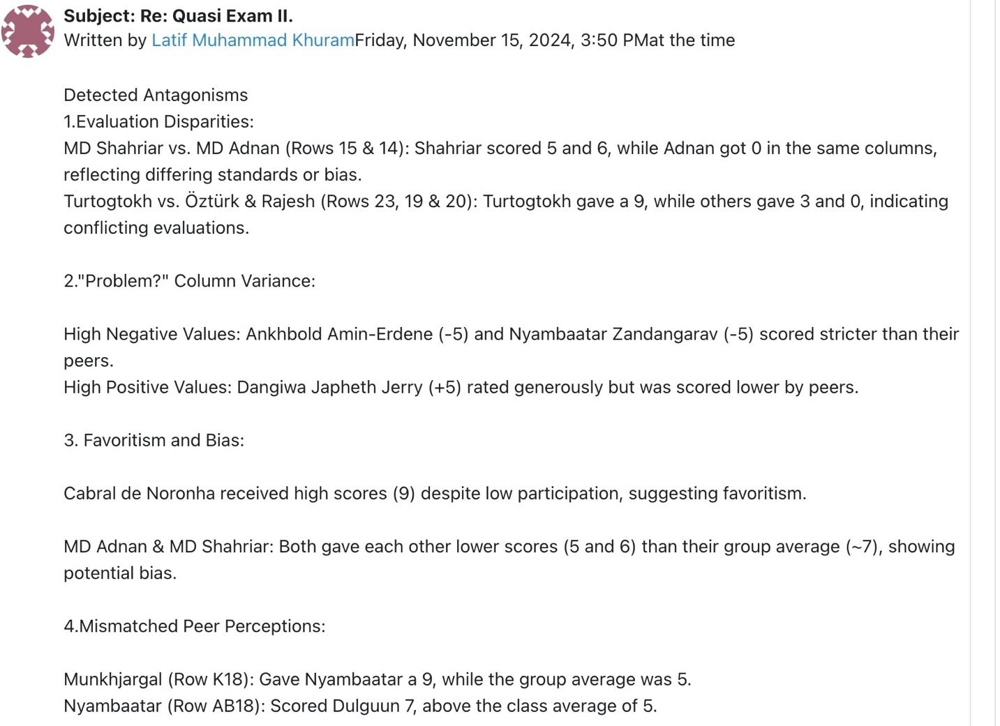 Subject: Re: Quasi Exam II.
Written by Latif Muhammad KhuramFriday, November 15, 2024, 3:50 PMat the time
Detected Antagonisms
1.Evaluation Disparities:
MD Shahriar vs. MD Adnan (Rows 15 & 14): Shahriar scored 5 and 6, while Adnan got 0 in the same columns,
reflecting differing standards or bias.
Turtogtokh vs. Öztürk & Rajesh (Rows 23, 19 & 20): Turtogtokh gave a 9, while others gave 3 and 0, indicating
conflicting evaluations.
2."Problem?" Column Variance:
High Negative Values: Ankhbold Amin-Erdene (-5) and Nyambaatar Zandangarav (-5) scored stricter than their
peers.
High Positive Values: Dangiwa Japheth Jerry (+5) rated generously but was scored lower by peers.
3. Favoritism and Bias:
Cabral de Noronha received high scores (9) despite low participation, suggesting favoritism.
MD Adnan & MD Shahriar: Both gave each other lower scores (5 and 6) than their group average (~7), showing
potential bias.
4.Mismatched Peer Perceptions:
Munkhjargal (Row K18): Gave Nyambaatar a 9, while the group average was 5.
Nyambaatar (Row AB18): Scored Dulguun 7, above the class average of 5.